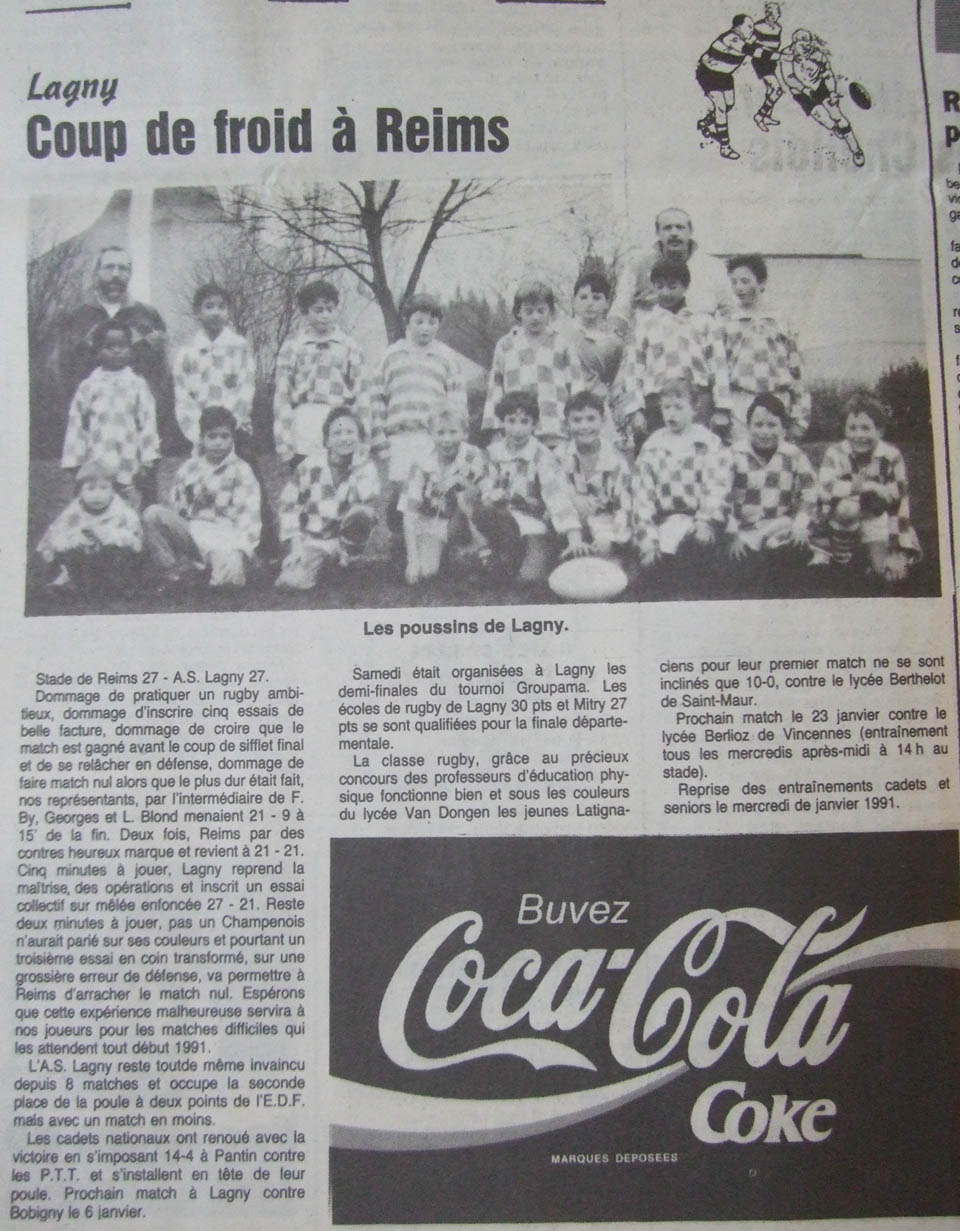 Lagny
Coup de froid à Reims
Les poussins de Lagny.
Stade de Reims 27 - A.S. Lagny 27.
Dommage de pratiquer un rugby ambi-
tieux, dommage d'inscrire cinq essais de
belle facture, dommage de croire que le
match est gagné avant le coup de sifflet final
et de se relâcher en défense, dommage de
faire match nul alors que le plus dur était fait,
nos représentants, par l'intermédiaire de F.
By, Georges et L. Blond menaient 21 - 9 à
15' de la fin. Deux fois, Reims par des
contres heureux marque et revient à 21 - 21.
Cinq minutes à jouer, Lagny reprend la
maîtrise des opérations et inscrit un essai
collectif sur mêlée enfoncée 27 - 21. Reste
deux minutes à jouer, pas un Champenois
n'aurait parié sur ses couleurs et pourtant un
troisième essai en coin transformé, sur une
grossière erreur de défense, va permettre à
Reims d'arracher le match nul. Espérons
que cette expérience malheureuse servira à
nos joueurs pour les matches difficiles qui
les attendent tout début 1991.
L'A.S. Lagny reste toutde même invaincu
depuis 8 matches et occupe la seconde
place de la poule à deux points de l'E.D.F.
mais avec un match en moins.
Les cadets nationaux ont renoué avec la
victoire en s'imposant 14-4 à Pantin contre
les P.T.T. et s'installent en tête de leur
poule. Prochain match à Lagny contre
Bobigny le 6 janvier.
Samedi était organisées à Lagny les
demi-finales du tournoi Groupama. Les
écoles de rugby de Lagny 30 pts et Mitry 27
pts se sont qualifiées pour la finale départe-
mentale.
La classe rugby, grâce au précieux
concours des professeurs d'éducation phy-
sique fonctionne bien et sous les couleurs
du lycée Van Dongen les jeunes Latigna-
ciens pour leur premier match ne se sont
inclinés que 10-0, contre le lycée Berthelot
de Saint-Maur.
Prochain match le 23 janvier contre le
lycée Berlioz de Vincennes (entraînement
tous les mercredis après-midi à 14 h au
stade).
Reprise des entraînements cadets et
seniors le mercredi de janvier 1991.
Buvez
Coca-Cola
Coke
MARQUES DEPOSEES